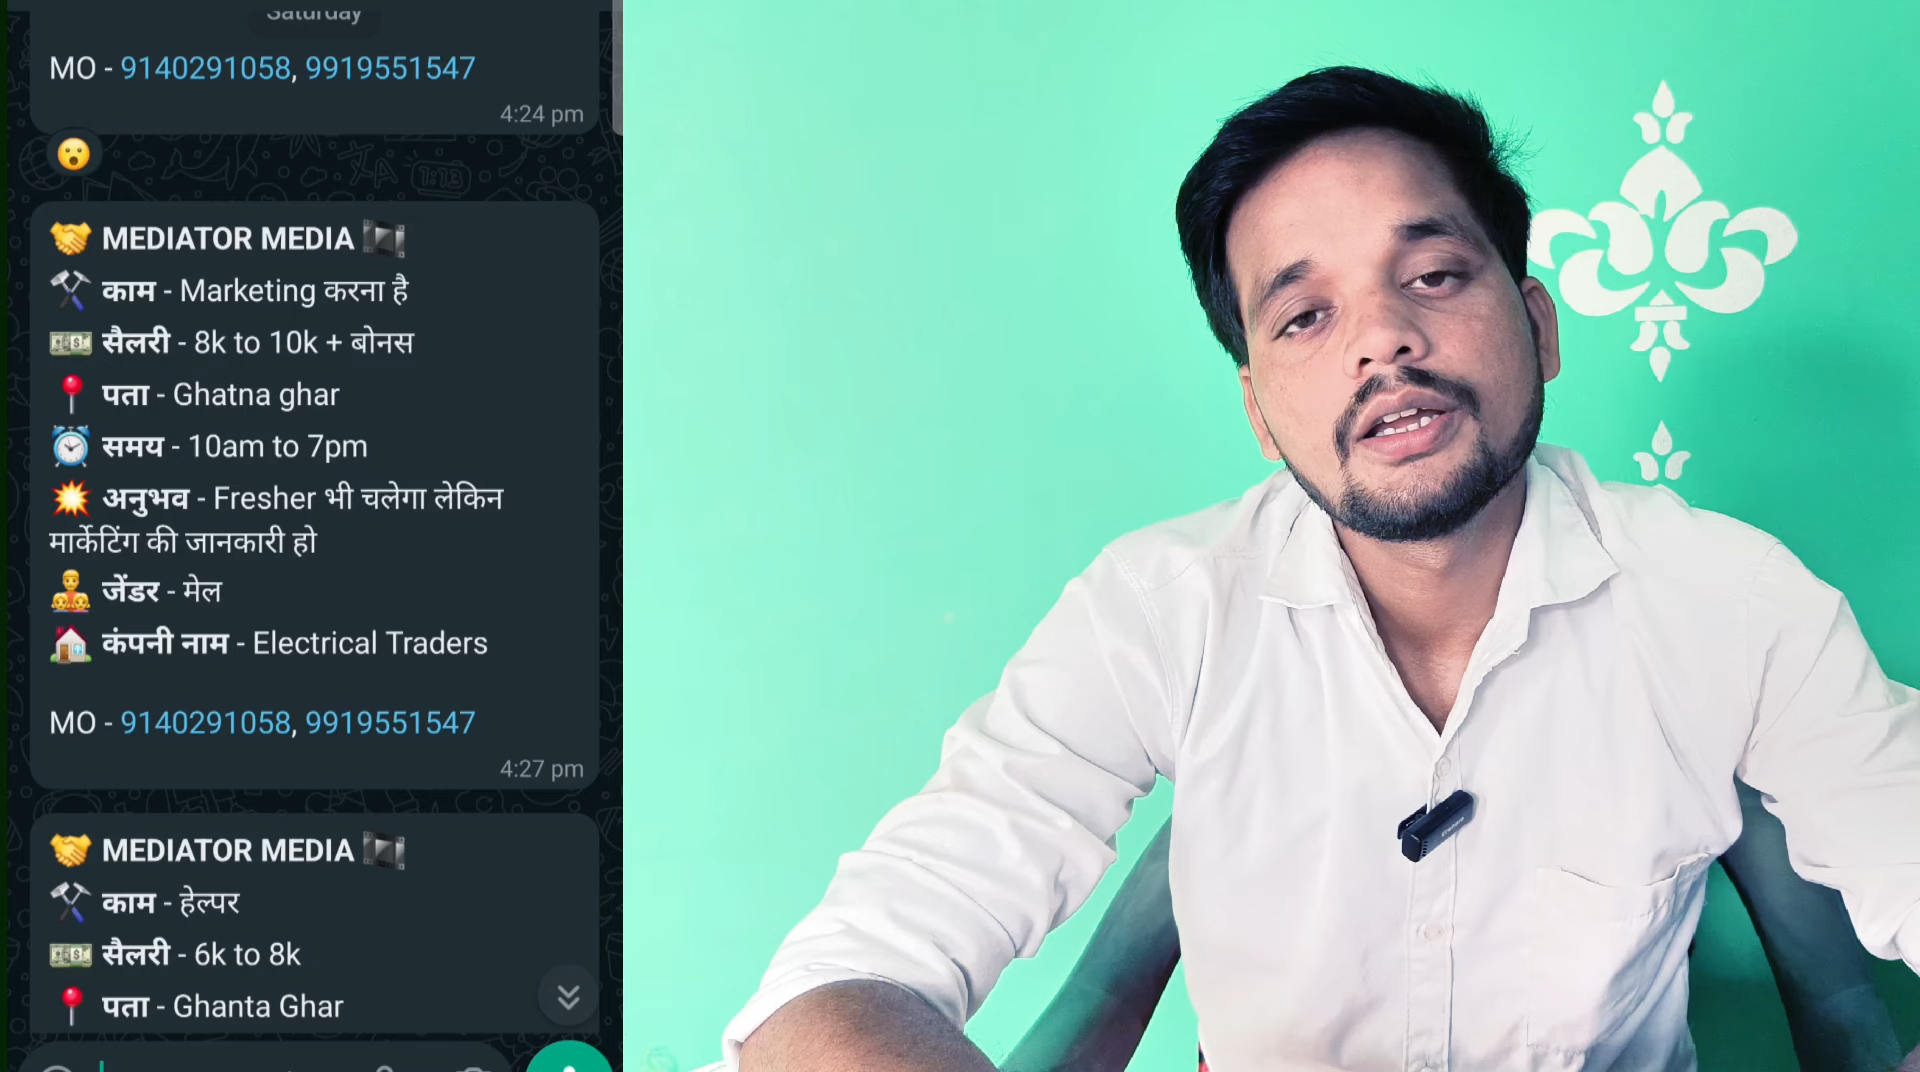 Saturday
MO - 9140291058, 9919551547
4:24 pm
MEDIATOR MEDIA
काम - Marketing करना है
सैलरी - 8k to 10k + बोनस
पता - Ghatna ghar
समय - 10am to 7pm
अनुभव - Fresher भी चलेगा लेकिन
मार्केटिंग की जानकारी हो
जेंडर - मेल
कंपनी नाम - Electrical Traders
MO - 9140291058, 9919551547
4:27 pm
MEDIATOR MEDIA
काम - हेल्पर
सैलरी - 6k to 8k
पता - Ghanta Ghar